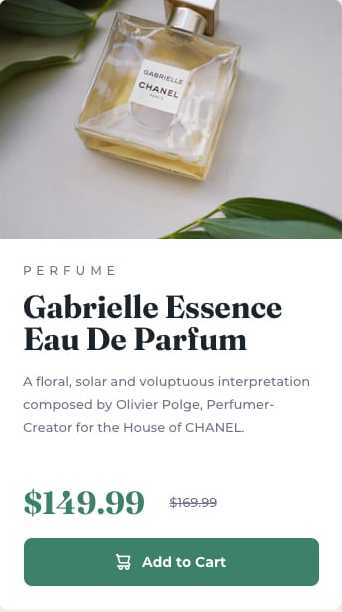 GABRIELLE
CHANEL
PARIS
PERFUME
Gabrielle Essence
Eau De Parfum
A floral, solar and voluptuous interpretation
composed by Olivier Polge, Perfumer-
Creator for the House of CHANEL.
$149.99 $169.99
Add to Cart